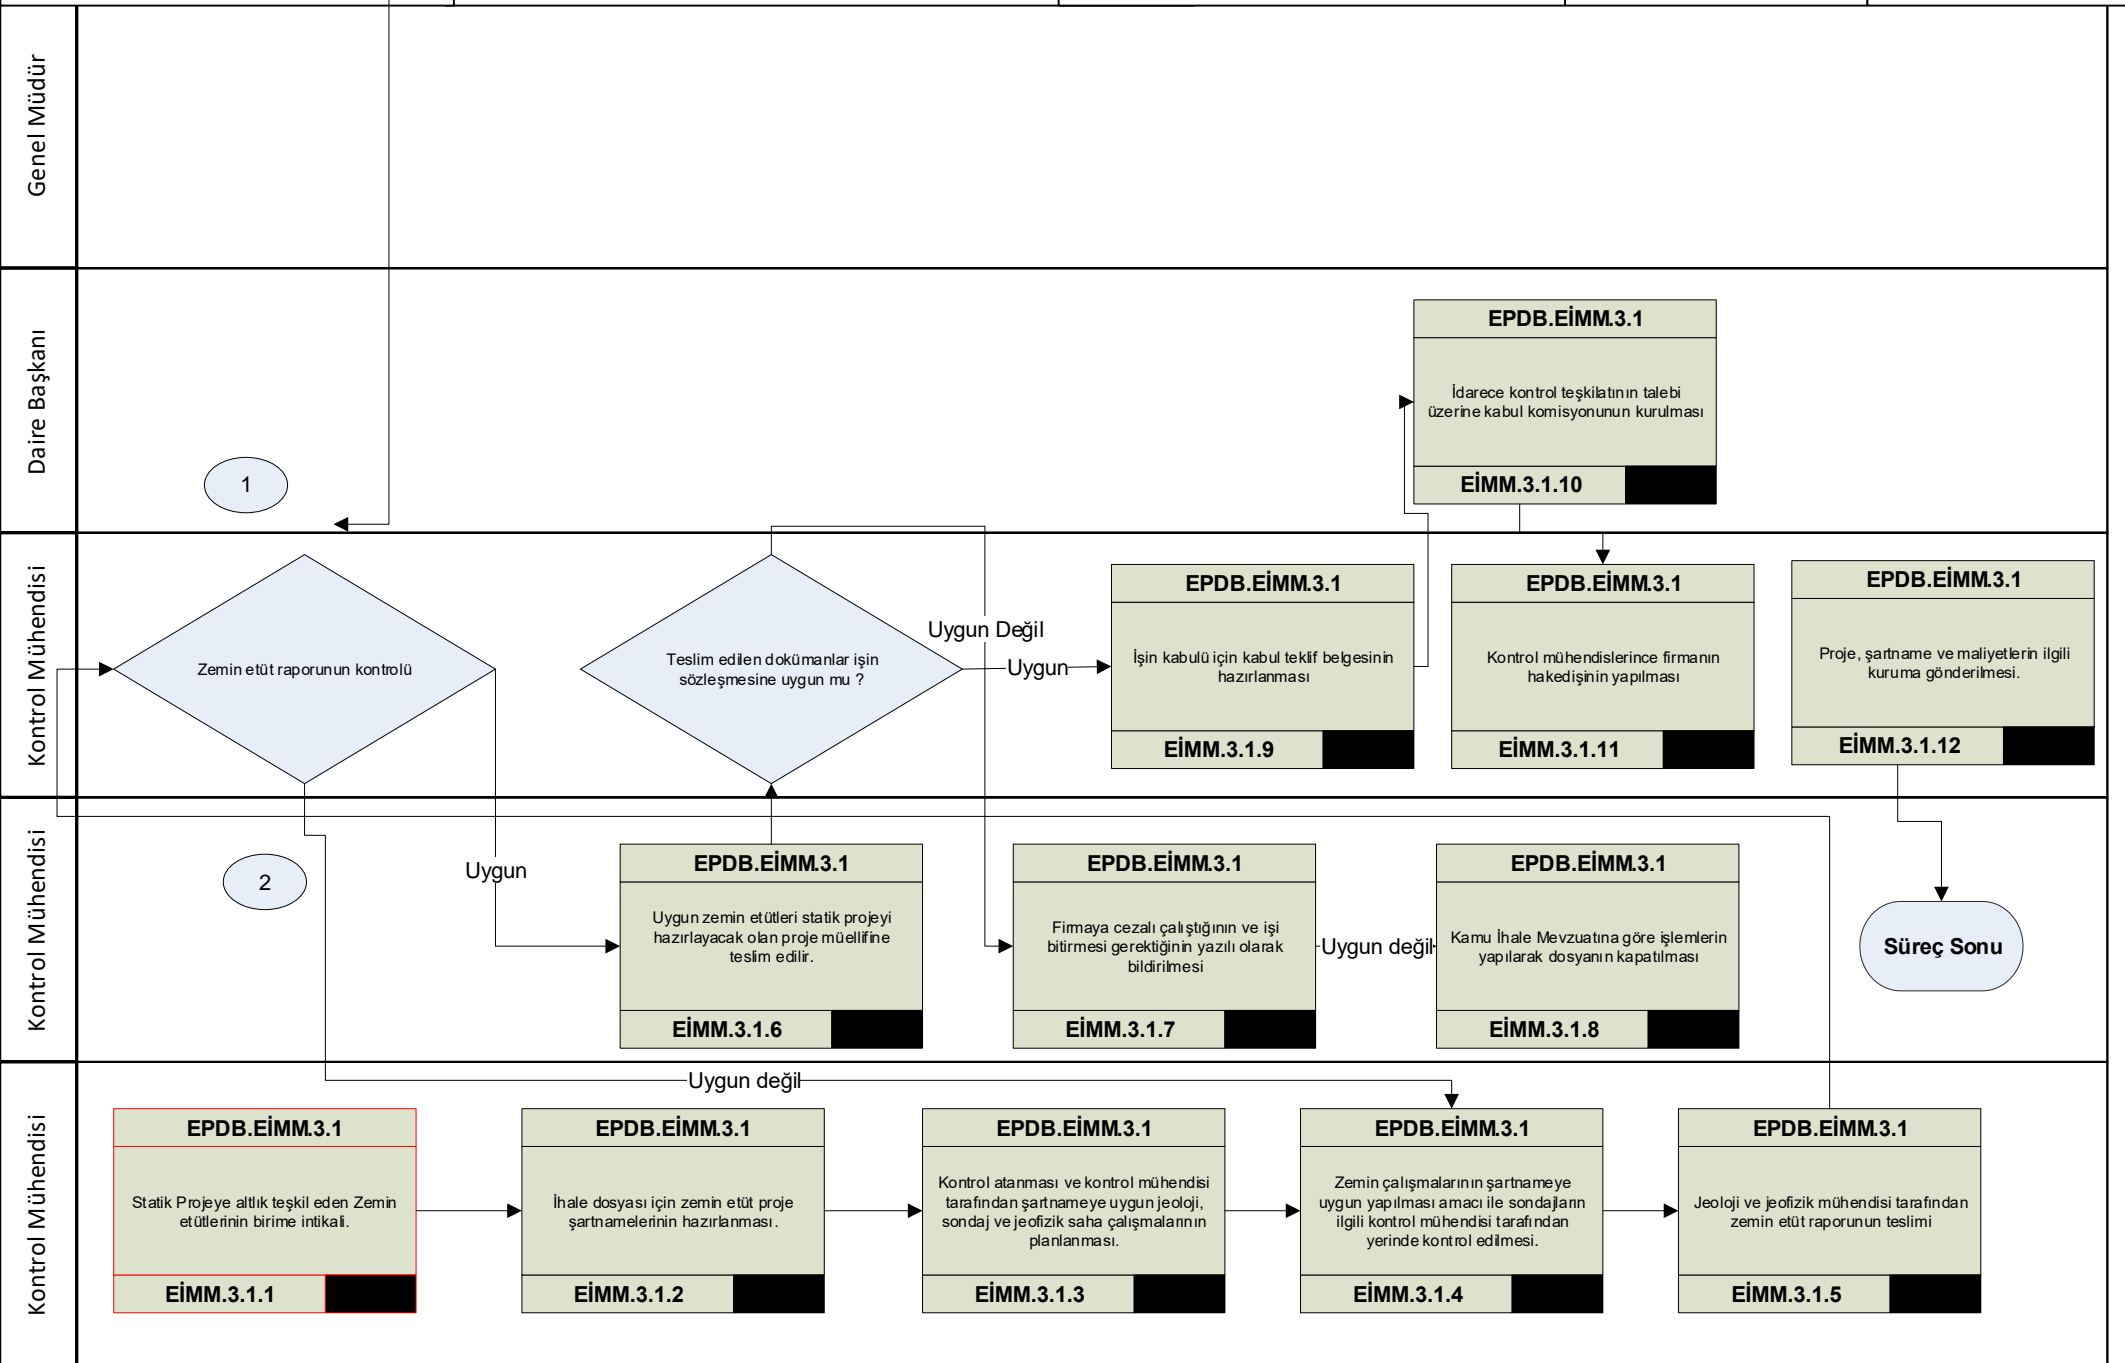 Genel Müdür
Daire Başkanı
EPDB.EİMM.3.1
İdarece kontrol teşkilatının talebi
üzerine kabul komisyonunun kurulması
EİMM.3.1.10
1
Kontrol Mühendisi
Zemin etüt raporunun kontrolü
Teslim edilen dokümanlar işin
sözleşmesine uygun mu ?
Uygun Değil
Uygun
EPDB.EİMM.3.1
İşin kabulü için kabul teklif belgesinin
hazırlanması
EİMM.3.1.9
EPDB.EİMM.3.1
Kontrol mühendislerince firmanın
hakedişinin yapılması
EİMM.3.1.11
EPDB.EİMM.3.1
Proje, şartname ve maliyetlerin ilgili
kuruma gönderilmesi.
EİMM.3.1.12
Kontrol Mühendisi
2
Uygun
EPDB.EİMM.3.1
Uygun zemin etütleri statik projeyi
hazırlayacak olan proje müellifine
teslim edilir.
EİMM.3.1.6
EPDB.EİMM.3.1
Firmaya cezalı çalıştığının ve işi
bitirmesi gerektiğinin yazılı olarak
bildirilmesi
EİMM.3.1.7
Uygun değil
EPDB.EİMM.3.1
Kamu İhale Mevzuatına göre işlemlerin
yapılarak dosyanın kapatılması
EİMM.3.1.8
Süreç Sonu
Kontrol Mühendisi
Uygun değil
EPDB.EİMM.3.1
Statik Projeye altlık teşkil eden Zemin
etütlerinin birime intikali.
EİMM.3.1.1
EPDB.EİMM.3.1
İhale dosyası için zemin etüt proje
şartnamelerinin hazırlanması.
EİMM.3.1.2
EPDB.EİMM.3.1
Kontrol atanması ve kontrol mühendisi
tarafından şartnameye uygun jeoloji,
sondaj ve jeofizik saha çalışmalarının
planlanması.
EİMM.3.1.3
EPDB.EİMM.3.1
Zemin çalışmalarının şartnameye
uygun yapılması amacı ile sondajların
ilgili kontrol mühendisi tarafından
yerinde kontrol edilmesi.
EİMM.3.1.4
EPDB.EİMM.3.1
Jeoloji ve jeofizik mühendisi tarafından
zemin etüt raporunun teslimi
EİMM.3.1.5